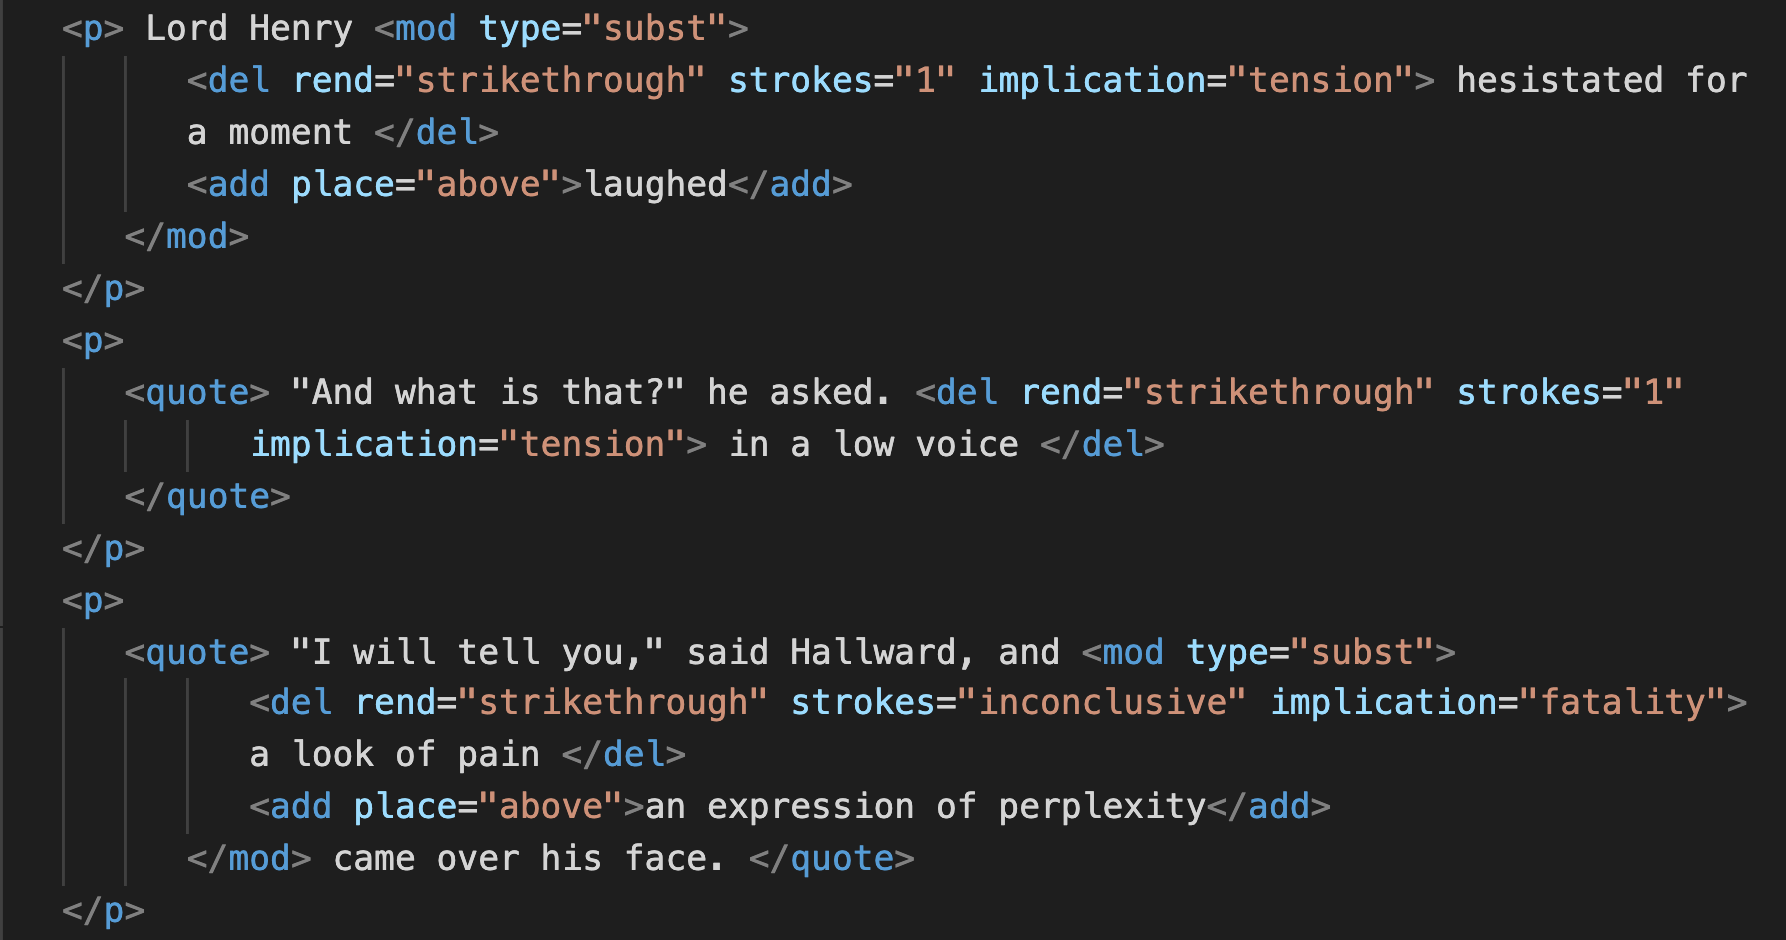 <p> Lord Henry <mod type="subst">
<del rend="strikethrough" strokes="1" implication="tension"> hesistated for
a moment </del>
<add place="above">laughed</add>
</mod>
</p>
<p>
<quote> "And what is that?" he asked. <del rend="strikethrough" strokes="1"
implication="tension"> in a low voice </del>
</quote>
</p>
<p>
<quote> "I will tell you," said Hallward, and <mod type="subst">
<del rend="strikethrough" strokes="inconclusive" implication="fatality">
a look of pain </del>
<add place="above">an expression of perplexity</add>
</mod> came over his face. </quote>
</p>